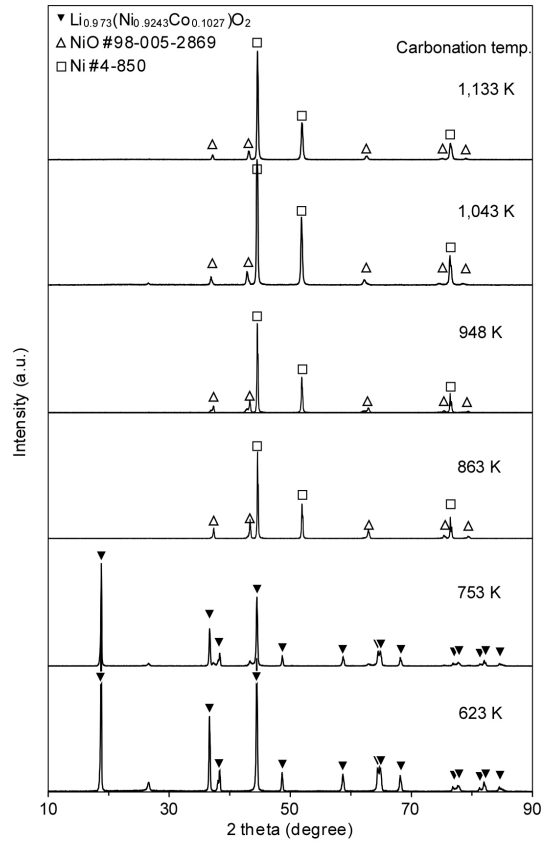 ▼ Li₀.₉₇₃(Ni₀.₉₂₄₃Co₀.₁₀₂₇)O₂
△ NiO #98-005-2869
□ Ni #4-850
Carbonation temp.
1,133 K
1,043 K
948 K
863 K
753 K
623 K
Intensity (a.u.)
10 30 50 70 90
2 theta (degree)